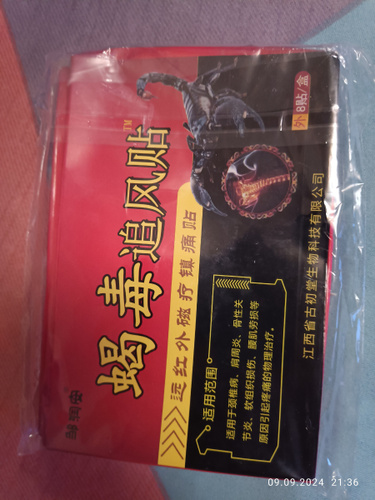 蝎毒追风贴™
远红外磁疗镇痛贴
外 8贴/盒
适用范围
适用于颈椎病、肩周炎、骨性关
节炎、软组织损伤、腰肌劳损等
原因引起疼痛的物理治疗。
江西省古初堂生物科技有限公司
09.09.2024 21:36